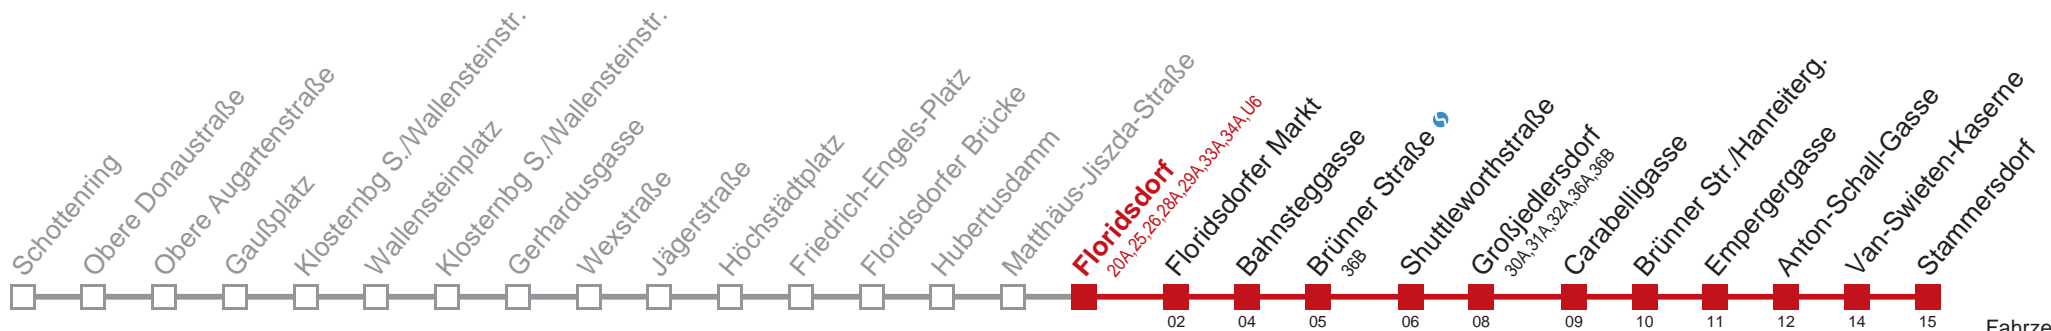 Schottenring
Obere Donaustraße
Obere Augartenstraße
Gaußplatz
Klosternbg S./Wallensteinstr.
Wallensteinplatz
Klosternbg S./Wallensteinstr.
Gerhardusgasse
Wexstraße
Jägerstraße
Höchstädtplatz
Friedrich-Engels-Platz
Floridsdorfer Brücke
Hubertusdamm
Matthäus-Jiszda-Straße
Floridsdorf
20A,25,26,28A,29A,33A,34A,U6
Floridsdorfer Markt
Bahnsteggasse
Brünner Straße
36B
Shuttleworthstraße
Großjedlersdorf
30A,31A,32A,36A,36B
Carabelligasse
Brünner Str./Hanreiterg.
Empergergasse
Anton-Schall-Gasse
Van-Swieten-Kaserne
Stammersdorf
02 04 05 06 08 09 10 11 12 14 15
Fahrze